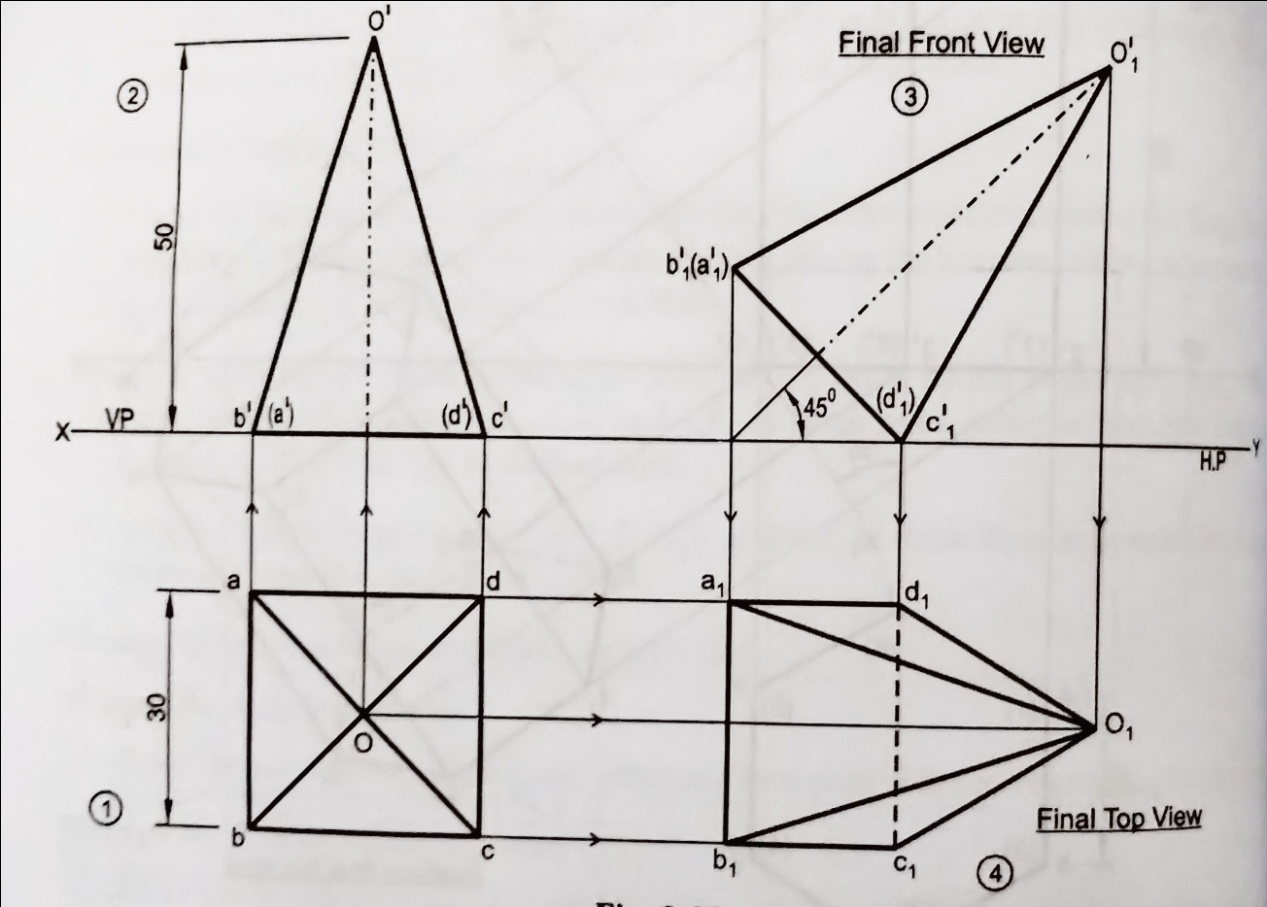 O'
Final Front View
O'₁
②
③
50
b'₁(a'₁)
45⁰
(d'₁)
c'₁
X
VP
b'
(a')
(d')
c'
H.P
Y
a
d
a₁
d₁
30
O
O₁
①
Final Top View
b
c
b₁
c₁
④